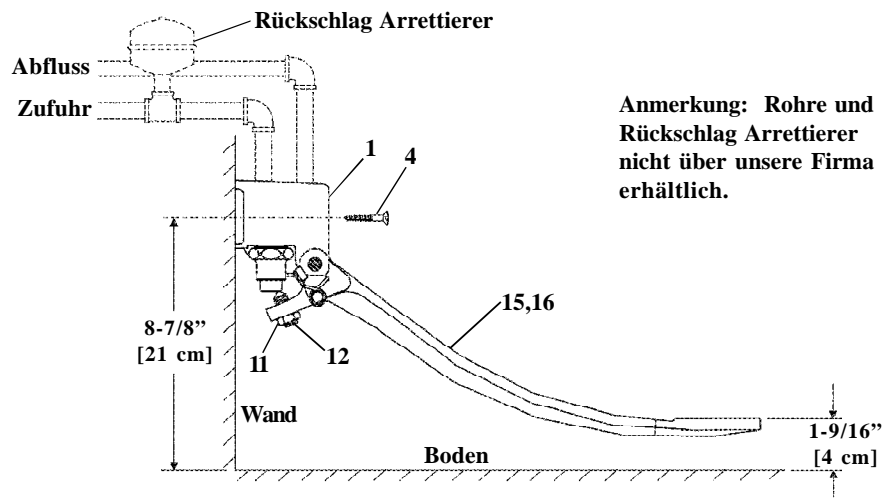 Rückschlag Arrettierer
Abfluss
Zufuhr
Anmerkung: Rohre und
Rückschlag Arrettierer
nicht über unsere Firma
erhältlich.
1
4
15,16
8-7/8”
[21 cm]
11
12
Wand
1-9/16”
[4 cm]
Boden